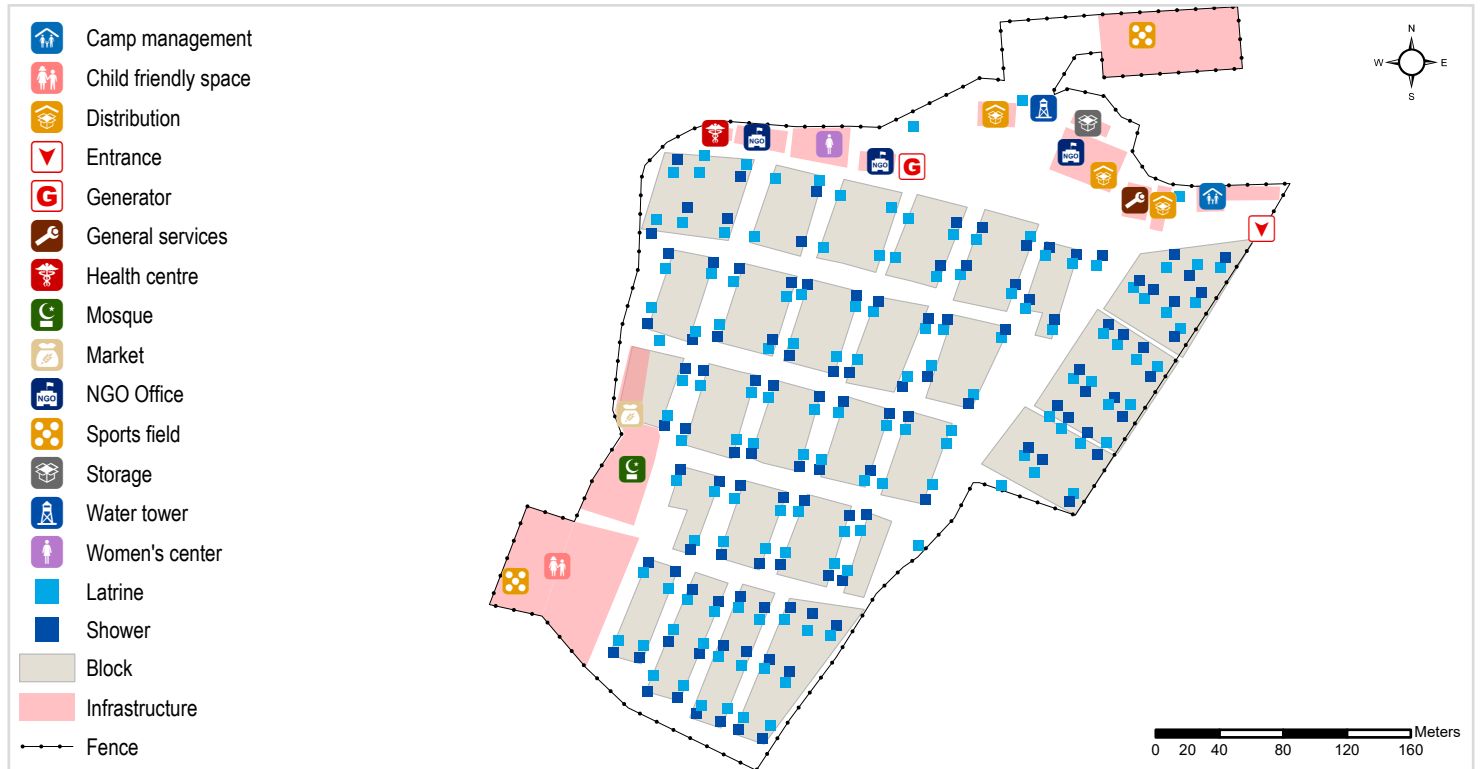 Camp management
Child friendly space
Distribution
Entrance
G Generator
General services
Health centre
Mosque
Market
NGO NGO Office
Sports field
Storage
Water tower
Women's center
Latrine
Shower
Block
Infrastructure
Fence
N
W E
S
NGO
NGO
G
NGO
Meters
0 20 40 80 120 160